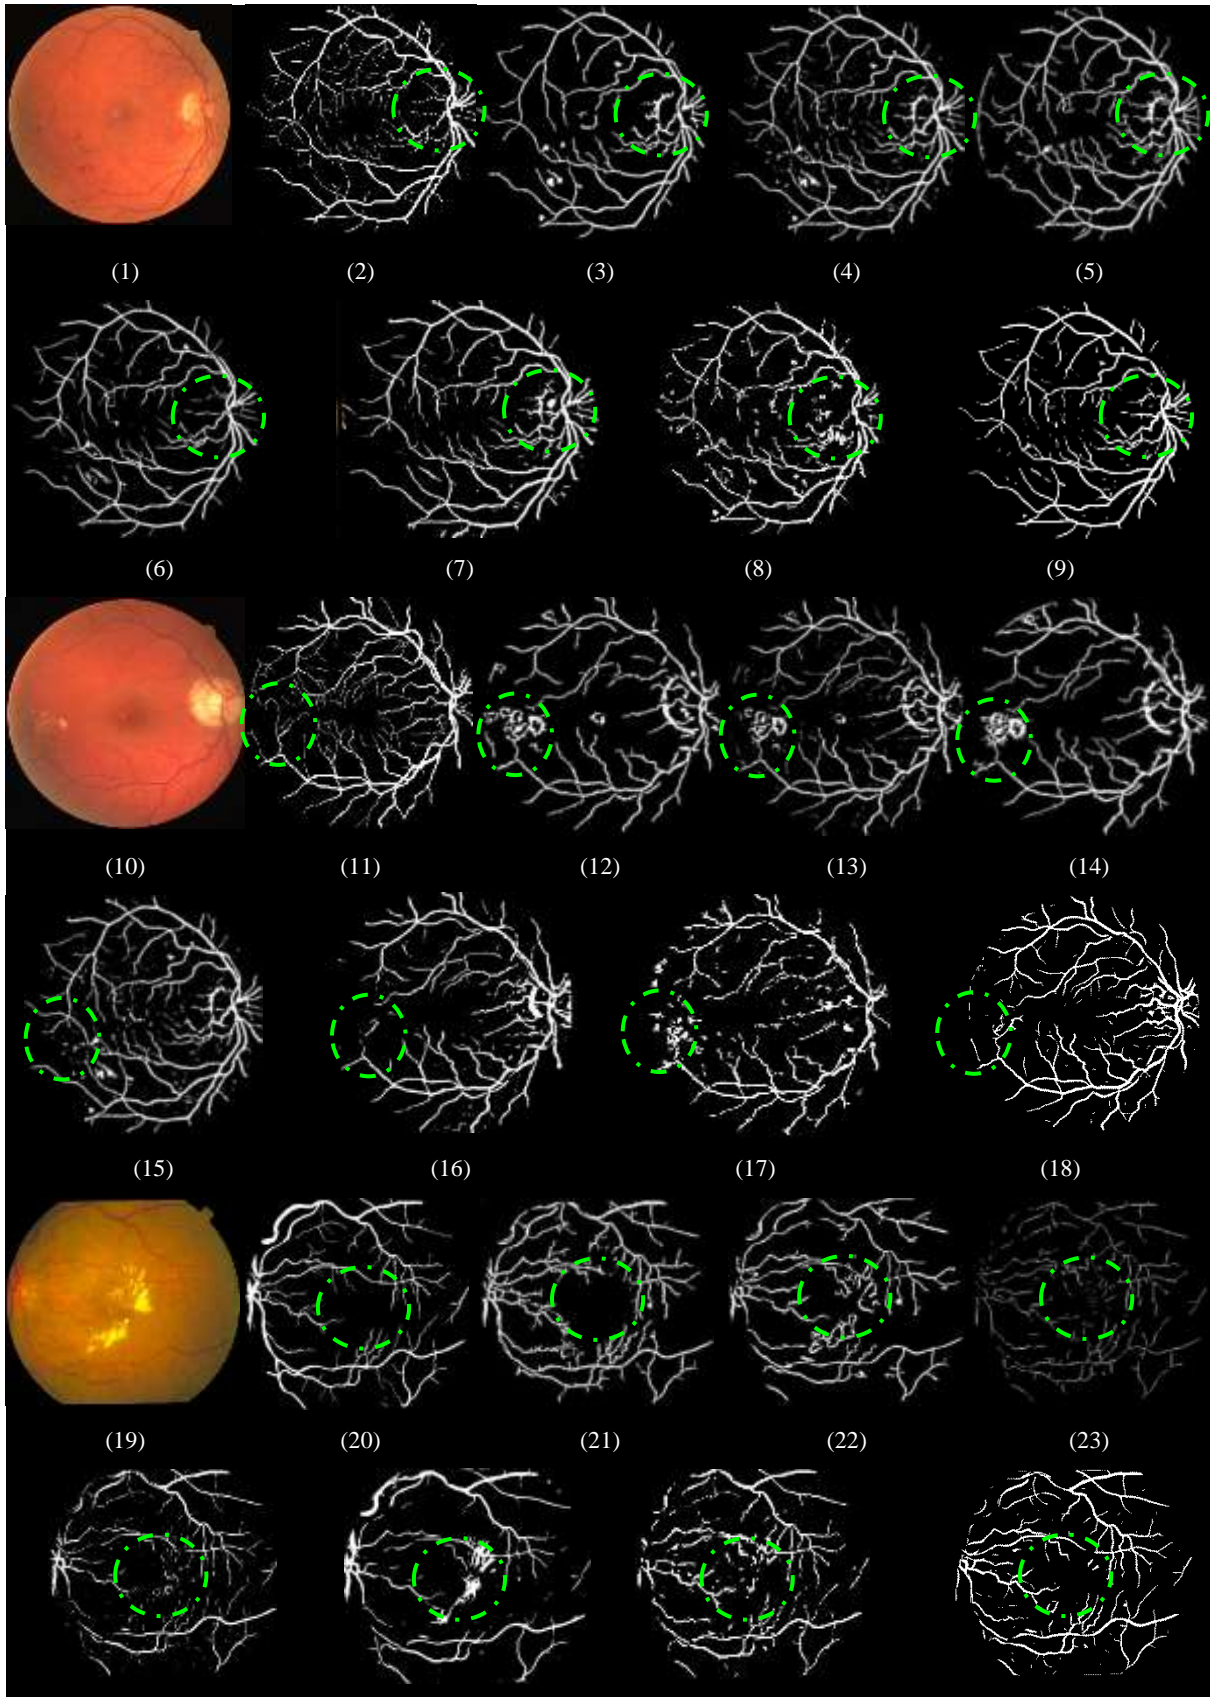 (1) (2) (3) (4) (5)
(6) (7) (8) (9)
(10) (11) (12) (13) (14)
(15) (16) (17) (18)
(19) (20) (21) (22) (23)